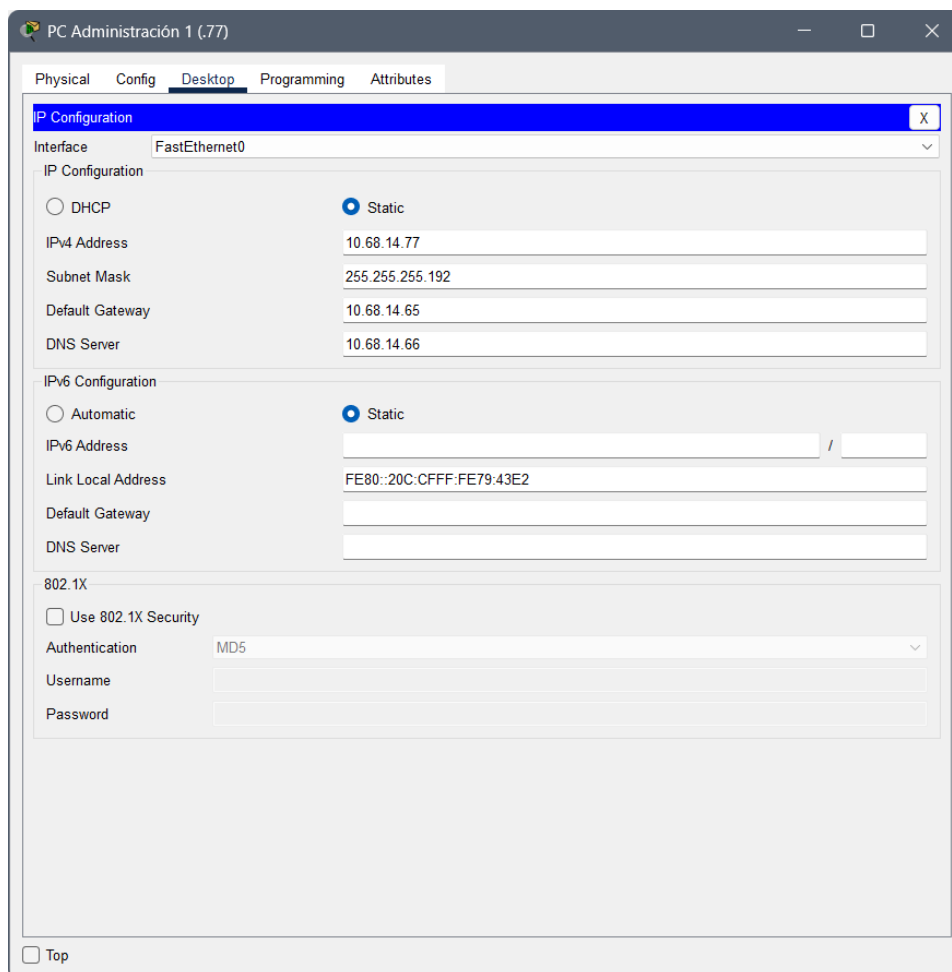 PC Administración 1 (.77)
Physical Config Desktop Programming Attributes
IP Configuration X
Interface FastEthernet0
IP Configuration
DHCP Static
IPv4 Address 10.68.14.77
Subnet Mask 255.255.255.192
Default Gateway 10.68.14.65
DNS Server 10.68.14.66
IPv6 Configuration
Automatic Static
IPv6 Address /
Link Local Address FE80::20C:CFFF:FE79:43E2
Default Gateway
DNS Server
802.1X
Use 802.1X Security
Authentication MD5
Username
Password
Top